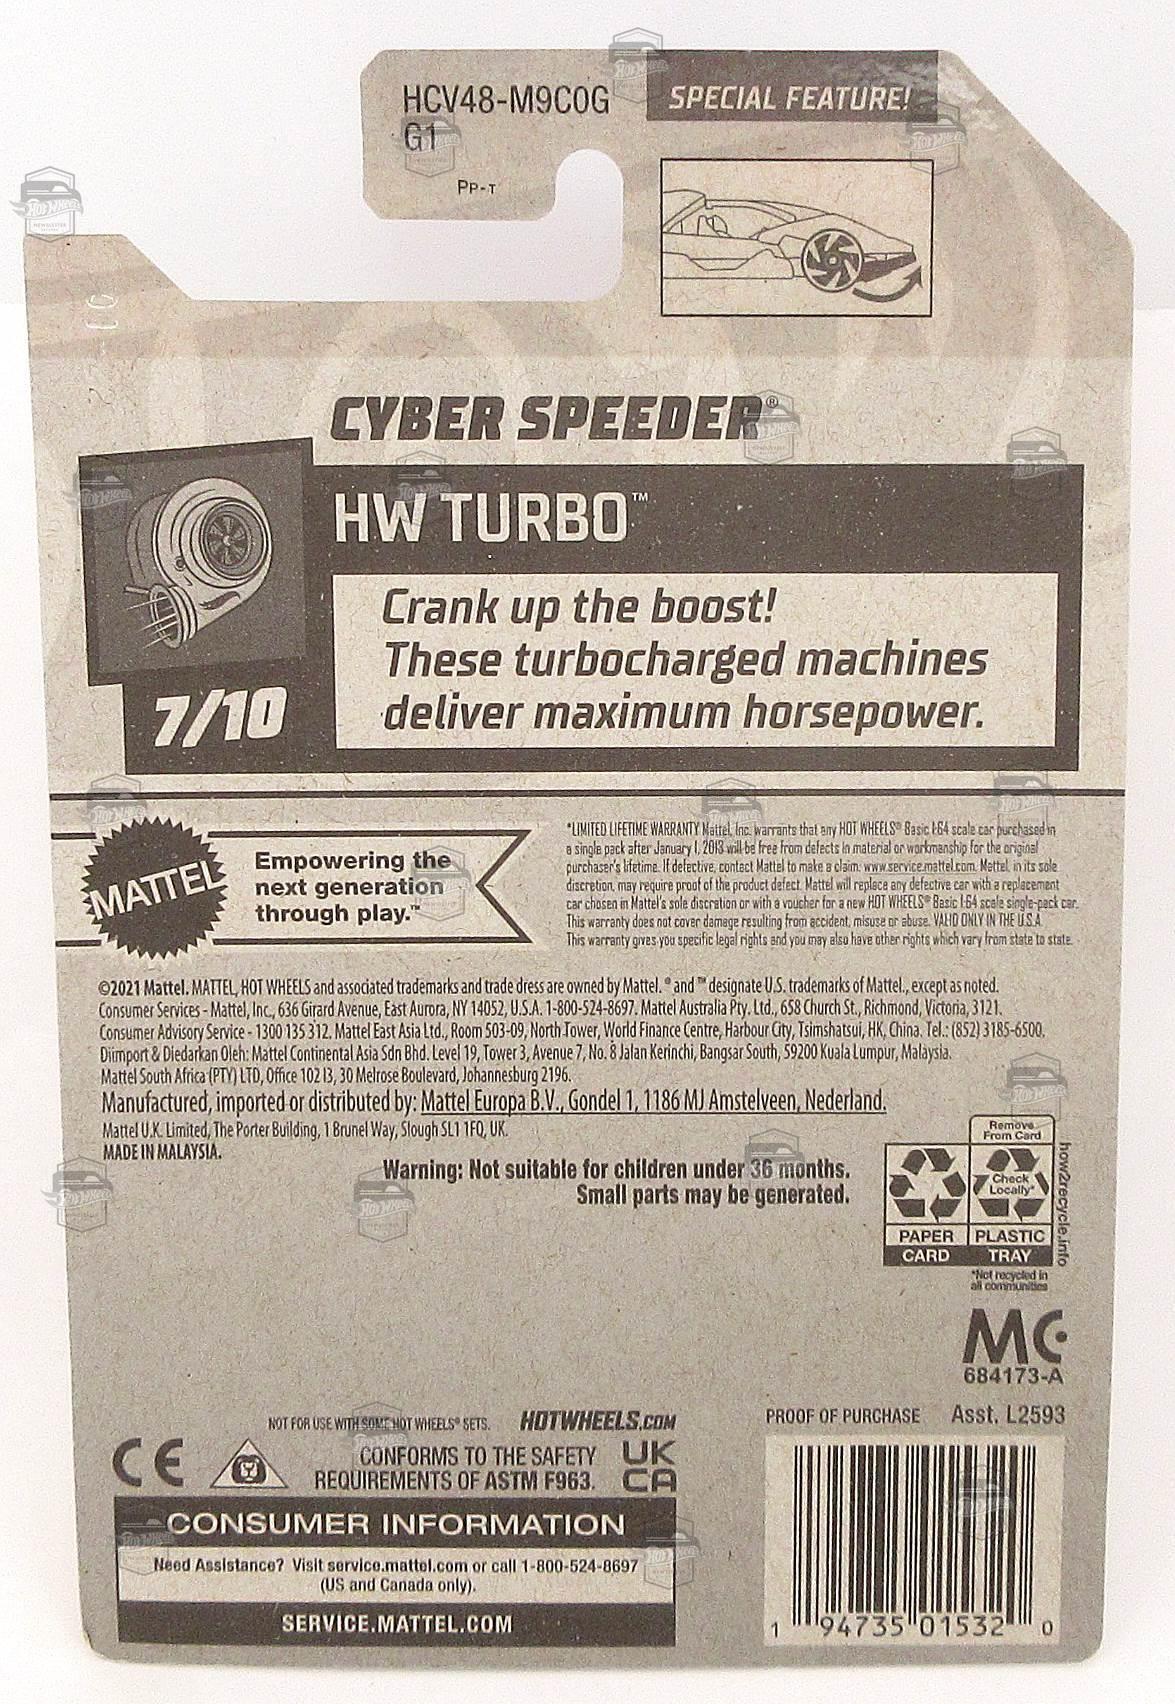 HCV48-M9C0G
G1
PP-T
SPECIAL FEATURE!
CYBER SPEEDER®
HW TURBO™
Crank up the boost!
These turbocharged machines
deliver maximum horsepower.
7/10
MATTEL
Empowering the
next generation
through play.™
*LIMITED LIFETIME WARRANTY Mattel, Inc. warrants that any HOT WHEELS® Basic 1:64 scale car purchased in
a single pack after January 1, 2013 will be free from defects in material or workmanship for the original
purchaser's lifetime. If defective, contact Mattel to make a claim: www.service.mattel.com. Mattel, in its sole
discretion, may require proof of the product defect. Mattel will replace any defective car with a replacement
car chosen in Mattel's sole discretion or with a voucher for a new HOT WHEELS® Basic 1:64 scale single-pack car.
This warranty does not cover damage resulting from accident, misuse or abuse. VALID ONLY IN THE U.S.A.
This warranty gives you specific legal rights and you may also have other rights which vary from state to state.
©2021 Mattel. MATTEL, HOT WHEELS and associated trademarks and trade dress are owned by Mattel. ® and ™ designate U.S. trademarks of Mattel., except as noted.
Consumer Services - Mattel, Inc., 636 Girard Avenue, East Aurora, NY 14052, U.S.A. 1-800-524-8697. Mattel Australia Pty. Ltd., 658 Church St., Richmond, Victoria, 3121.
Consumer Advisory Service - 1300 135 312. Mattel East Asia Ltd., Room 503-09, North Tower, World Finance Centre, Harbour City, Tsimshatsui, HK, China. Tel.: (852) 3185-6500.
Diimport & Diedarkan Oleh: Mattel Continental Asia Sdn Bhd. Level 19, Tower 3, Avenue 7, No. 8 Jalan Kerinchi, Bangsar South, 59200 Kuala Lumpur, Malaysia.
Mattel South Africa (PTY) LTD, Office 102 I3, 30 Melrose Boulevard, Johannesburg 2196.
Manufactured, imported or distributed by: Mattel Europa B.V., Gondel 1, 1186 MJ Amstelveen, Nederland.
Mattel U.K. Limited, The Porter Building, 1 Brunel Way, Slough SL1 1FQ, UK.
MADE IN MALAYSIA.
Warning: Not suitable for children under 36 months.
Small parts may be generated.
Remove
From Card
Check
Locally*
PAPER
PLASTIC
CARD
TRAY
how2recycle.info
*Not recycled in
all communities
MC
684173-A
NOT FOR USE WITH SOME HOT WHEELS® SETS.
HOTWHEELS.COM
PROOF OF PURCHASE
Asst. L2593
CE
CONFORMS TO THE SAFETY
REQUIREMENTS OF ASTM F963.
UK
CA
CONSUMER INFORMATION
Need Assistance? Visit service.mattel.com or call 1-800-524-8697
(US and Canada only).
SERVICE.MATTEL.COM
1 94735 01532 0